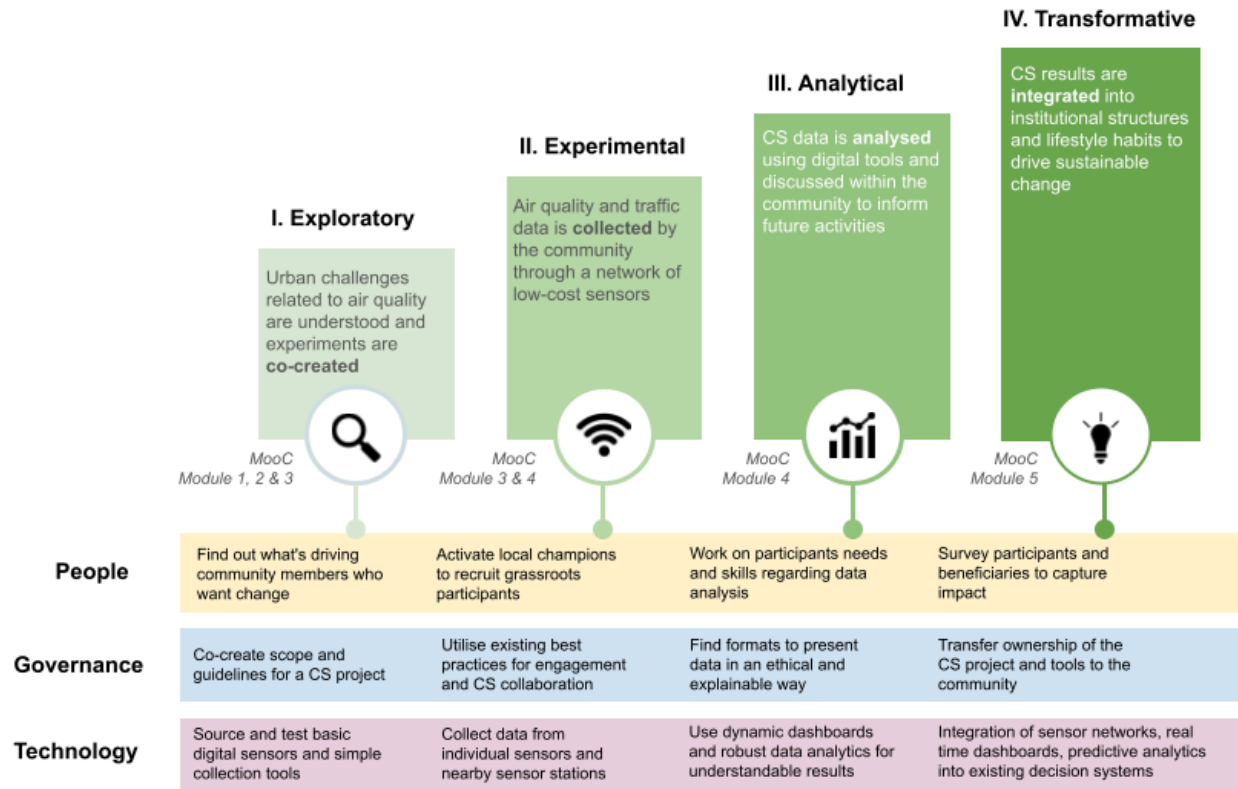 IV. Transformative
CS results are
integrated into
institutional structures
and lifestyle habits to
drive sustainable
change
III. Analytical
CS data is analysed
using digital tools and
discussed within the
community to inform
future activities
II. Experimental
Air quality and traffic
data is collected by
the community
through a network of
low-cost sensors
I. Exploratory
Urban challenges
related to air quality
are understood and
experiments are
co-created
MooC
Module 1, 2 & 3
MooC
Module 3 & 4
MooC
Module 4
MooC
Module 5
People
Find out what's driving
community members who
want change
Activate local champions
to recruit grassroots
participants
Work on participants needs
and skills regarding data
analysis
Survey participants and
beneficiaries to capture
impact
Governance
Co-create scope and
guidelines for a CS project
Utilise existing best
practices for engagement
and CS collaboration
Find formats to present
data in an ethical and
explainable way
Transfer ownership of the
CS project and tools to the
community
Technology
Source and test basic
digital sensors and simple
collection tools
Collect data from
individual sensors and
nearby sensor stations
Use dynamic dashboards
and robust data analytics for
understandable results
Integration of sensor networks, real
time dashboards, predictive analytics
into existing decision systems